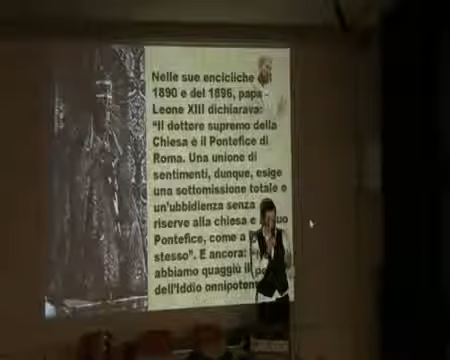 Nelle sue encicliche
1890 e del 1896, papa
Leone XIII dichiarava:
"Il dottore supremo della
Chiesa è il Pontefice di
Roma. Una unione di
sentimenti, dunque, esige
una sottomissione totale e
un'ubbidienza senza
riserve alla chiesa e
Pontefice, come a
stesso". E ancora:
abbiamo quaggiù il
dell'Iddio